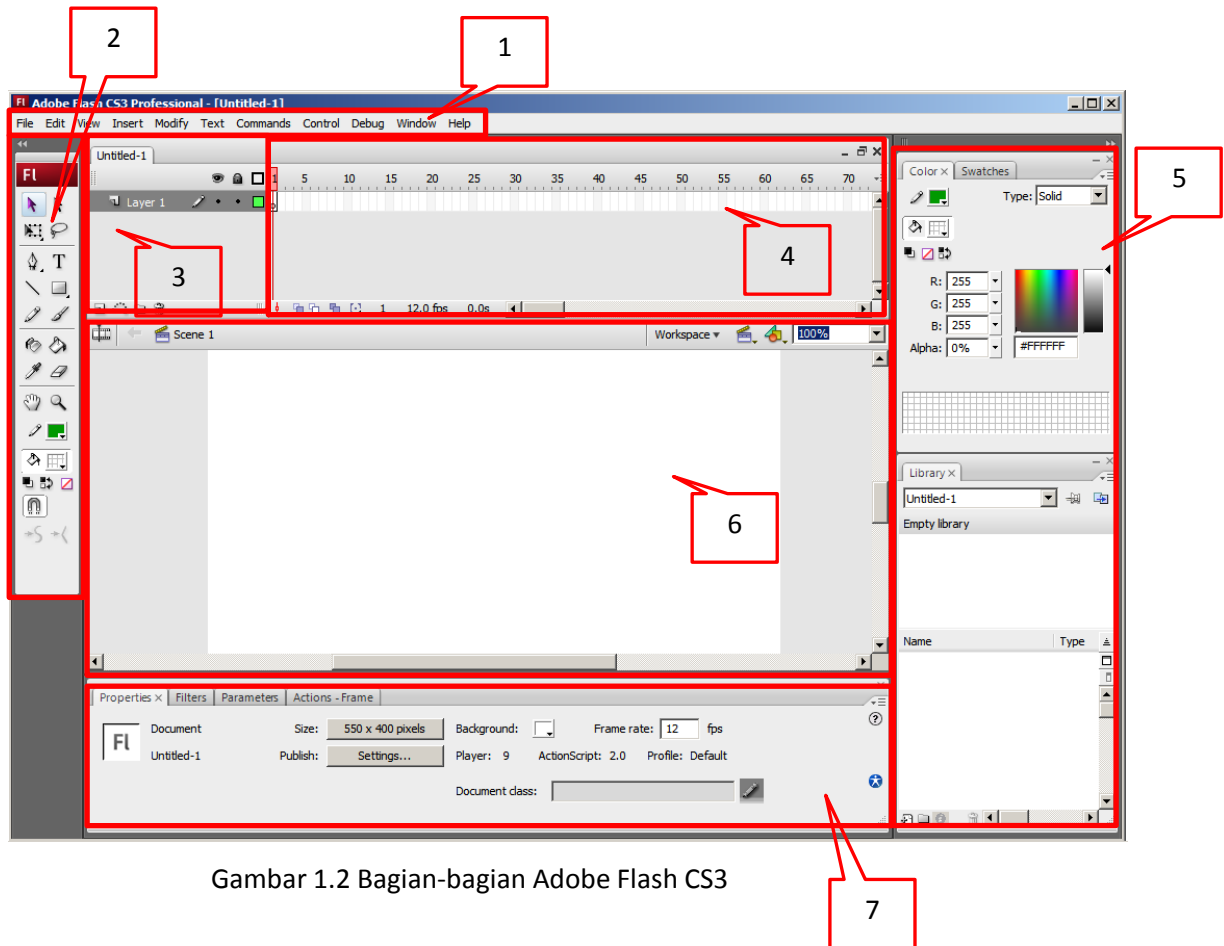 2
1
Adobe Flash CS3 Professional - [Untitled-1]
File Edit View Insert Modify Text Commands Control Debug Window Help
Untitled-1
1 5 10 15 20 25 30 35 40 45 50 55 60 65 70
Layer 1
3
4
1 12.0 fps 0.0s
Scene 1
Workspace
100%
6
Fl
T
Color Swatches
5
Type: Solid
R: 255
G: 255
B: 255
Alpha: 0% #FFFFFF
Library
Untitled-1
Empty library
Name Type
Properties Filters Parameters Actions - Frame
Fl
Document Size: 550 x 400 pixels Background: Frame rate: 12 fps
Untitled-1 Publish: Settings... Player: 9 ActionScript: 2.0 Profile: Default
Document class:
7
Gambar 1.2 Bagian-bagian Adobe Flash CS3